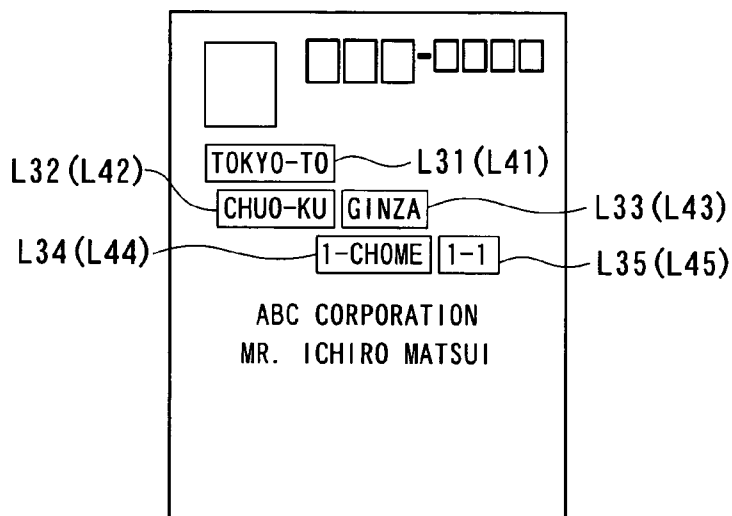 TOKYO-TO L31(L41)
L32(L42)
CHUO-KU GINZA L33(L43)
L34(L44) 1-CHOME 1-1 L35(L45)
ABC CORPORATION
MR. ICHIRO MATSUI